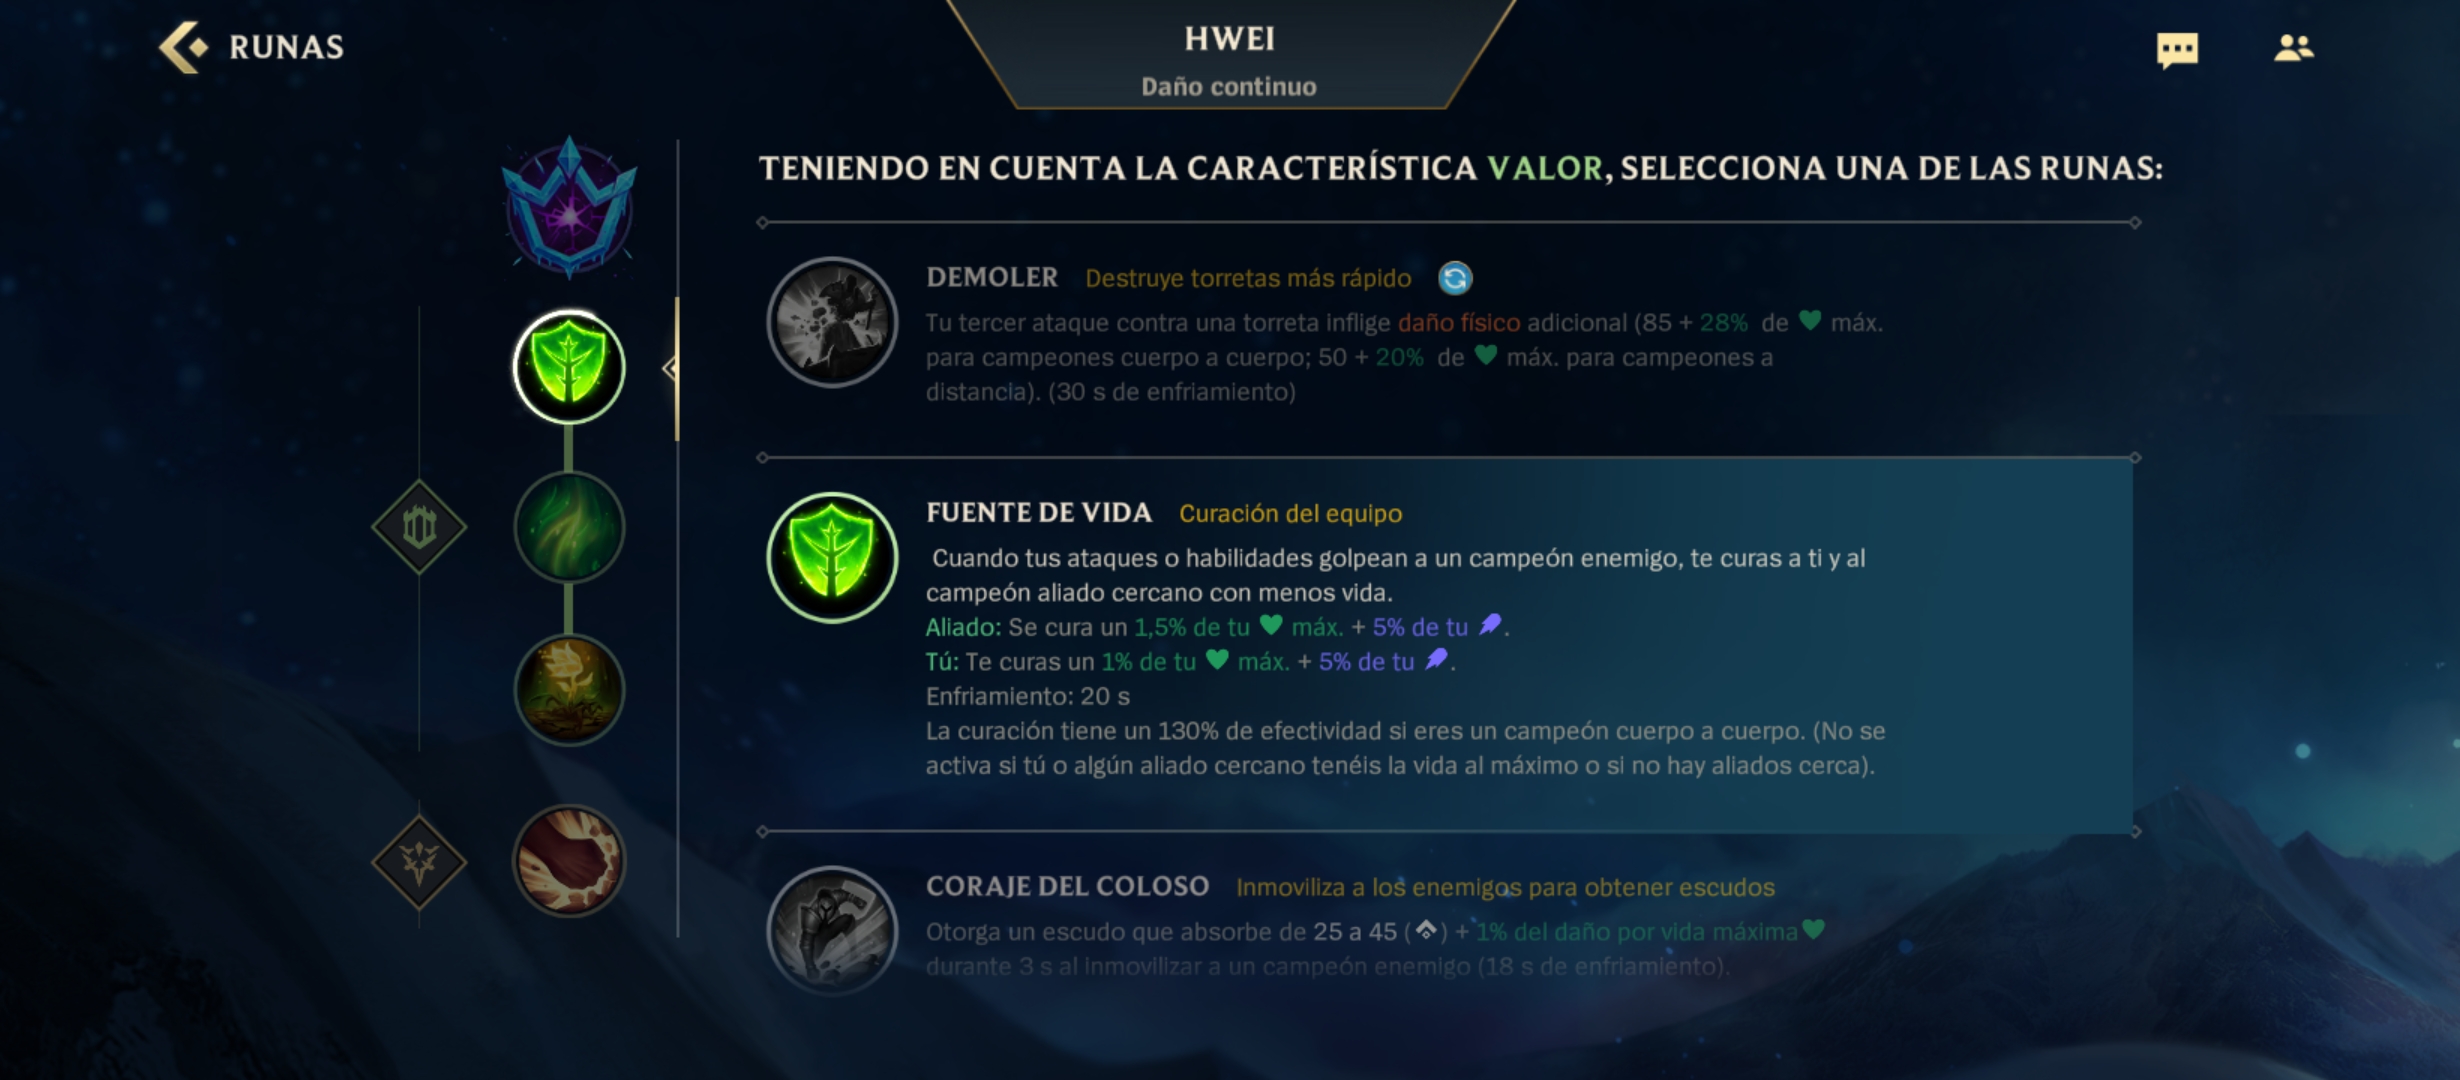 RUNAS
HWEI
Daño continuo
TENIENDO EN CUENTA LA CARACTERÍSTICA VALOR, SELECCIONA UNA DE LAS RUNAS:
DEMOLER Destruye torretas más rápido
Tu tercer ataque contra una torreta inflige daño físico adicional (85 + 28% de máx.
para campeones cuerpo a cuerpo; 50 + 20% de máx. para campeones a
distancia). (30 s de enfriamiento)
FUENTE DE VIDA Curación del equipo
Cuando tus ataques o habilidades golpean a un campeón enemigo, te curas a ti y al
campeón aliado cercano con menos vida.
Aliado: Se cura un 1,5% de tu máx. + 5% de tu .
Tú: Te curas un 1% de tu máx. + 5% de tu .
Enfriamiento: 20 s
La curación tiene un 130% de efectividad si eres un campeón cuerpo a cuerpo. (No se
activa si tú o algún aliado cercano tenéis la vida al máximo o si no hay aliados cerca).
CORAJE DEL COLOSO Inmoviliza a los enemigos para obtener escudos
Otorga un escudo que absorbe de 25 a 45 ( ) + 1% del daño por vida máxima
durante 3 s al inmovilizar a un campeón enemigo (18 s de enfriamiento).